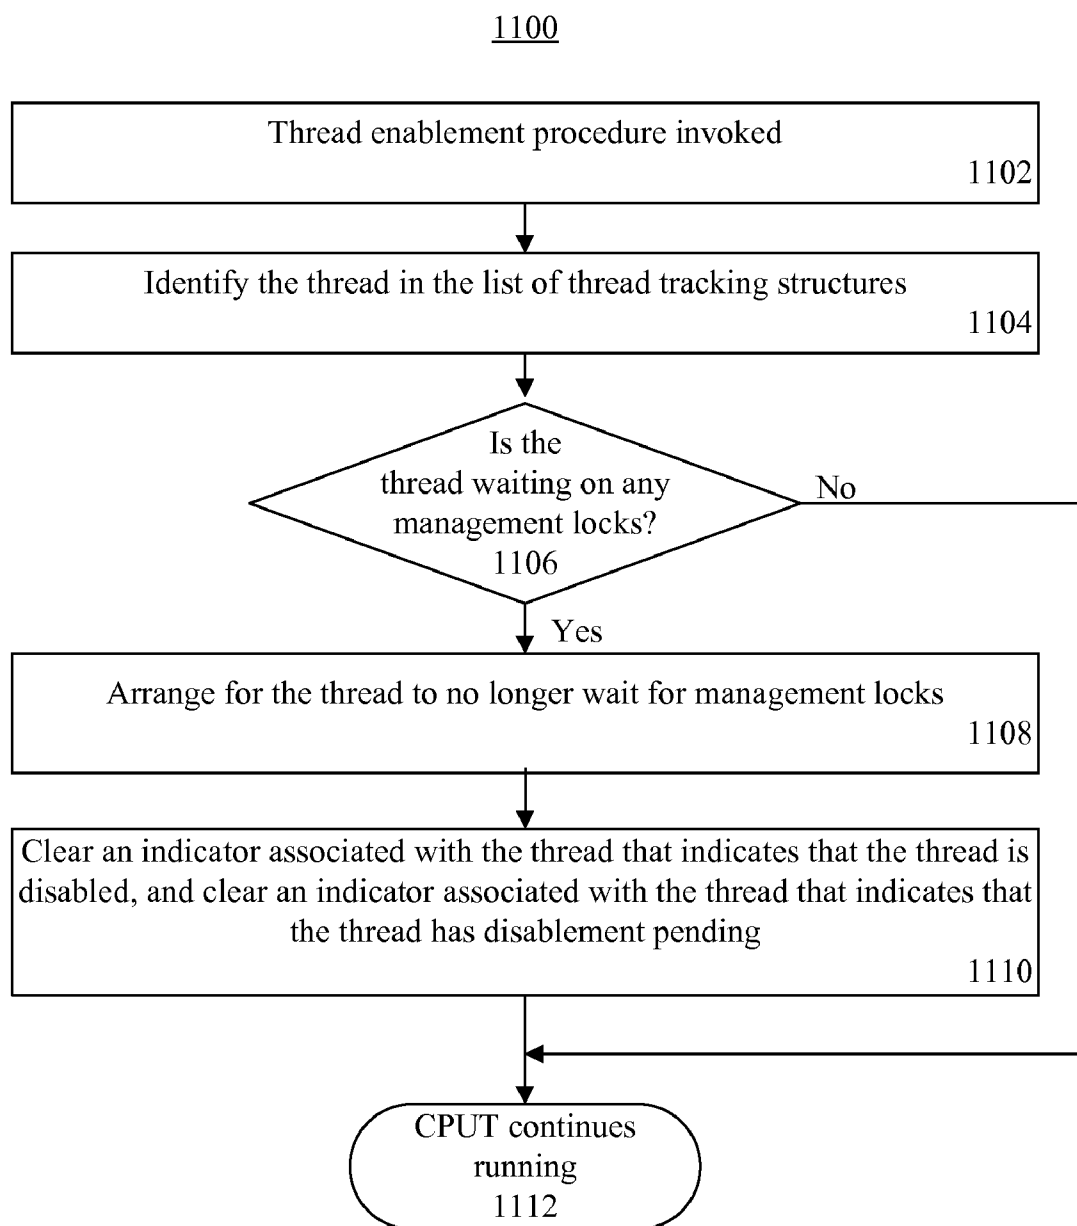 1100
Thread enablement procedure invoked
1102
Identify the thread in the list of thread tracking structures
1104
Is the
thread waiting on any
management locks?
1106
No
Yes
Arrange for the thread to no longer wait for management locks
1108
Clear an indicator associated with the thread that indicates that the thread is
disabled, and clear an indicator associated with the thread that indicates that
the thread has disablement pending
1110
CPUT continues
running
1112